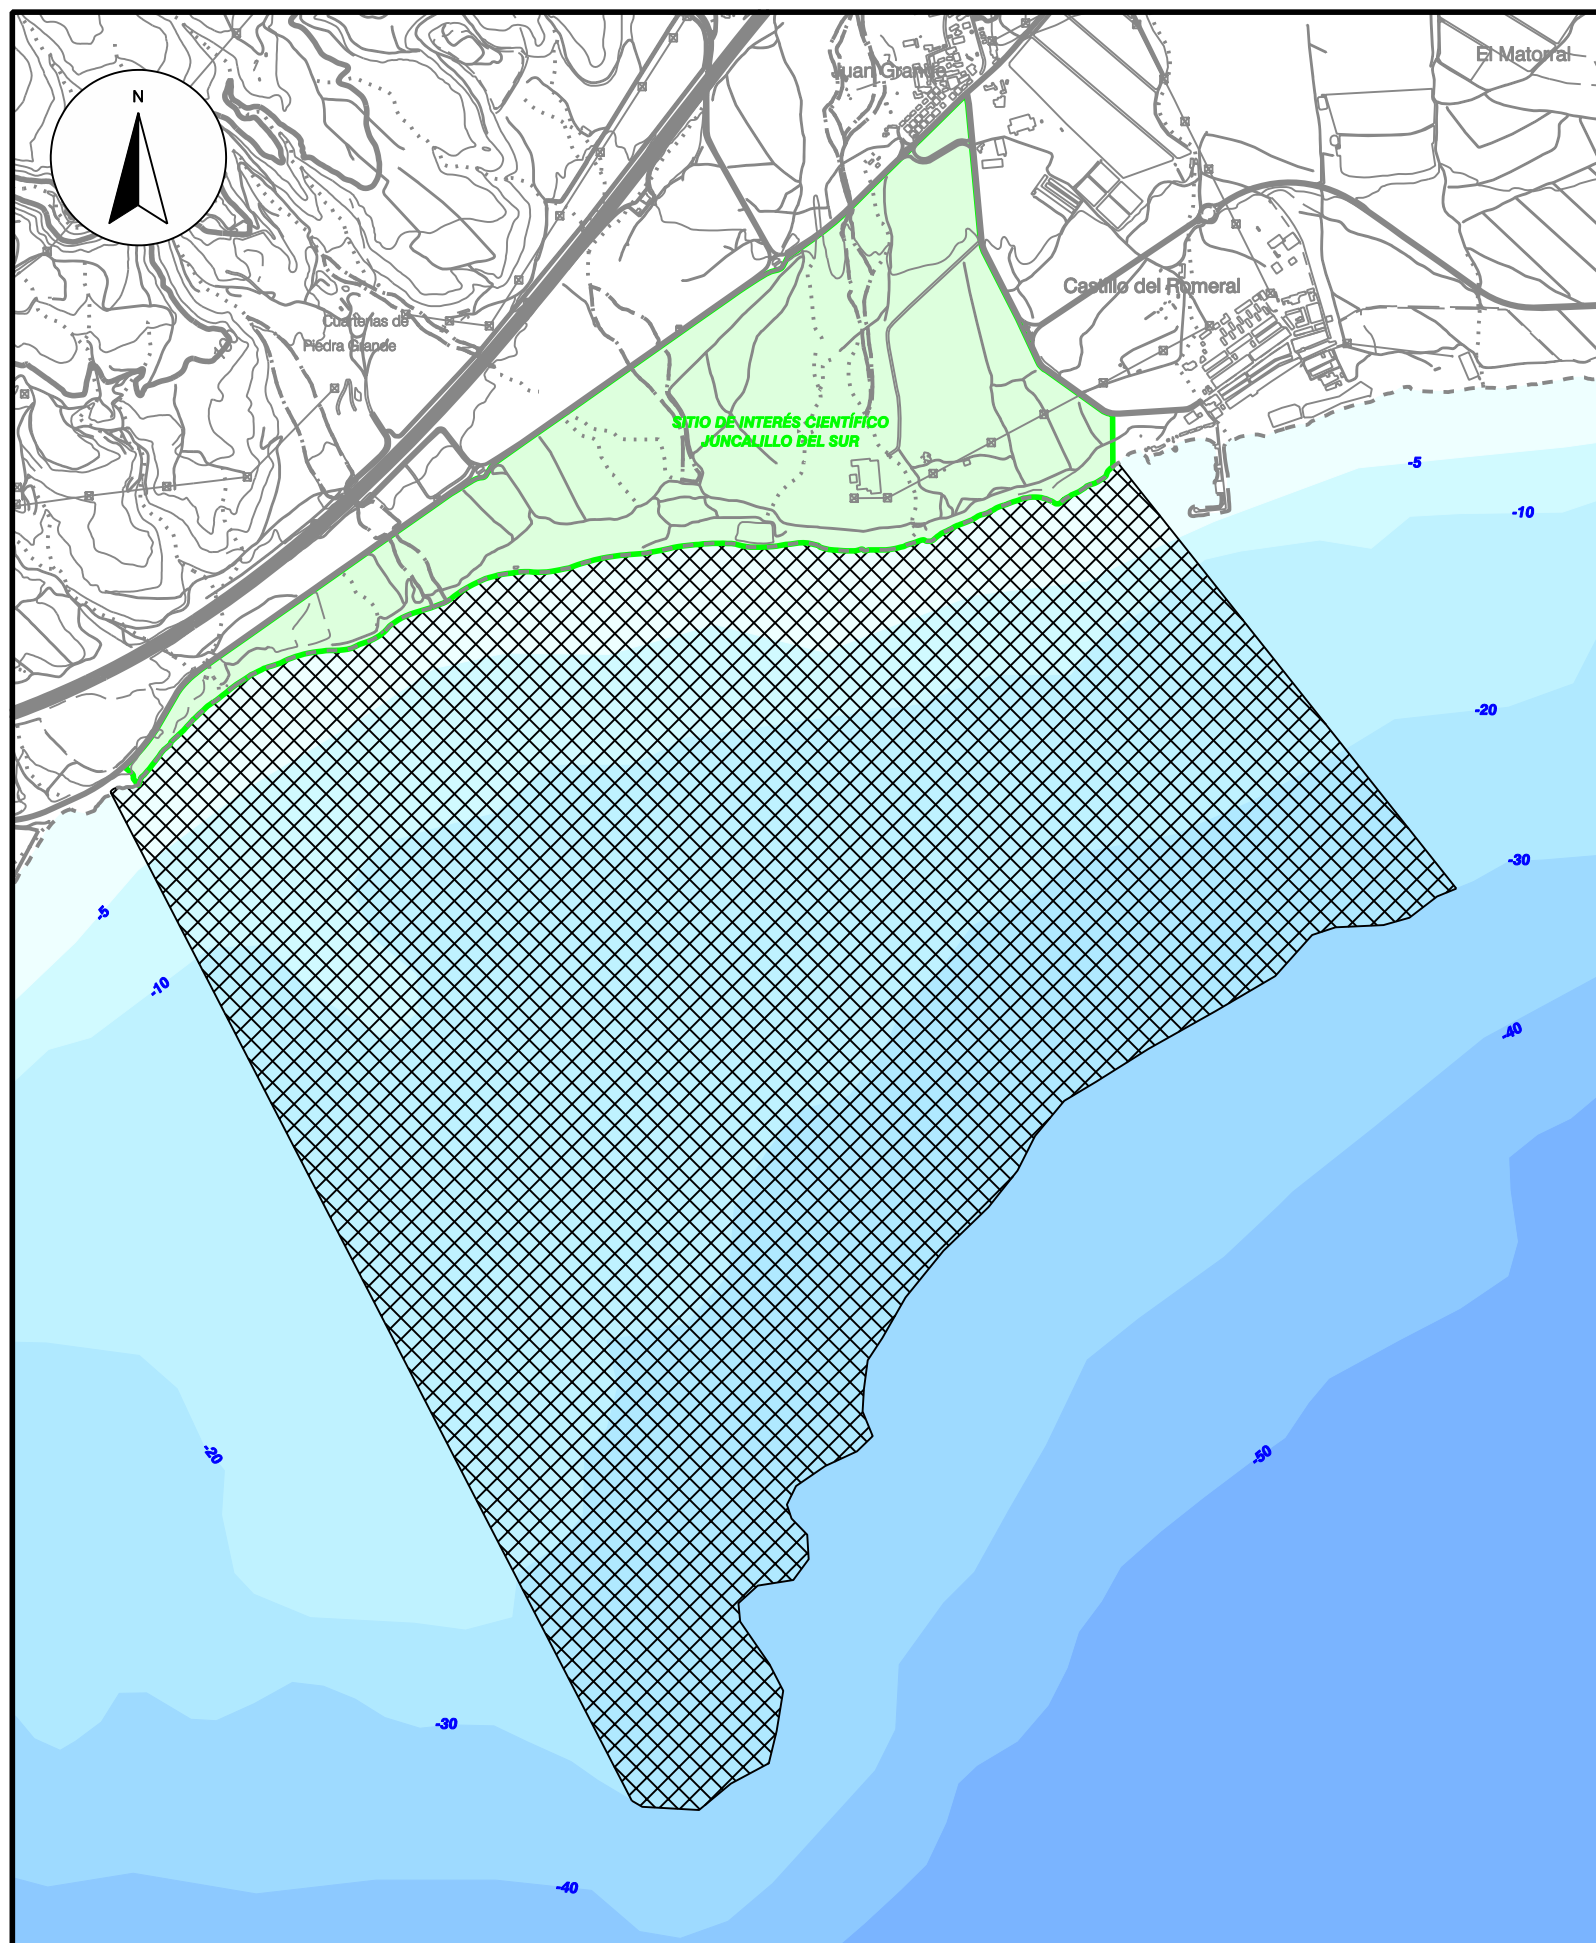 El Matorral
Juan Grande
N
Castillo del Romeral
Cuarterías de
Piedra Grande
SITIO DE INTERÉS CIENTÍFICO
JUNCALILLO DEL SUR
-5
-10
-20
-30
-5
-10
-40
-20
-50
-30
-40